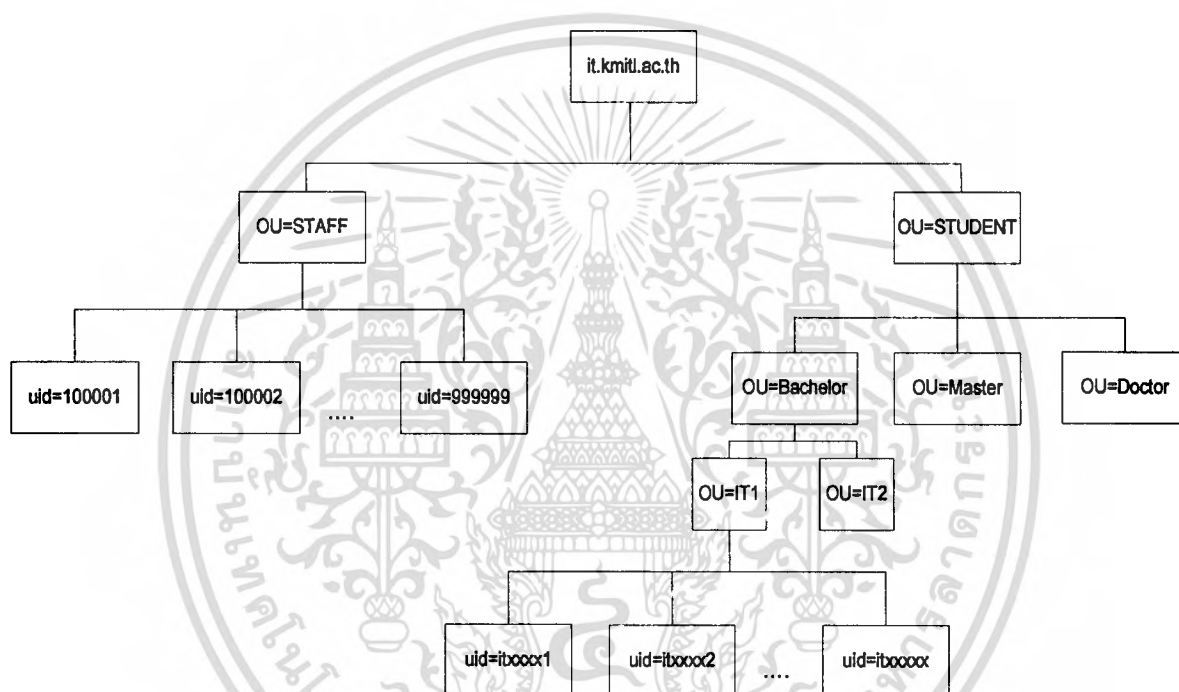 it.kmitl.ac.th
OU=STAFF
OU=STUDENT
uid=100001
uid=100002
....
uid=999999
OU=Bachelor
OU=Master
OU=Doctor
OU=IT1
OU=IT2
uid=itxxxx1
uid=itxxxx2
....
uid=itxxxxx